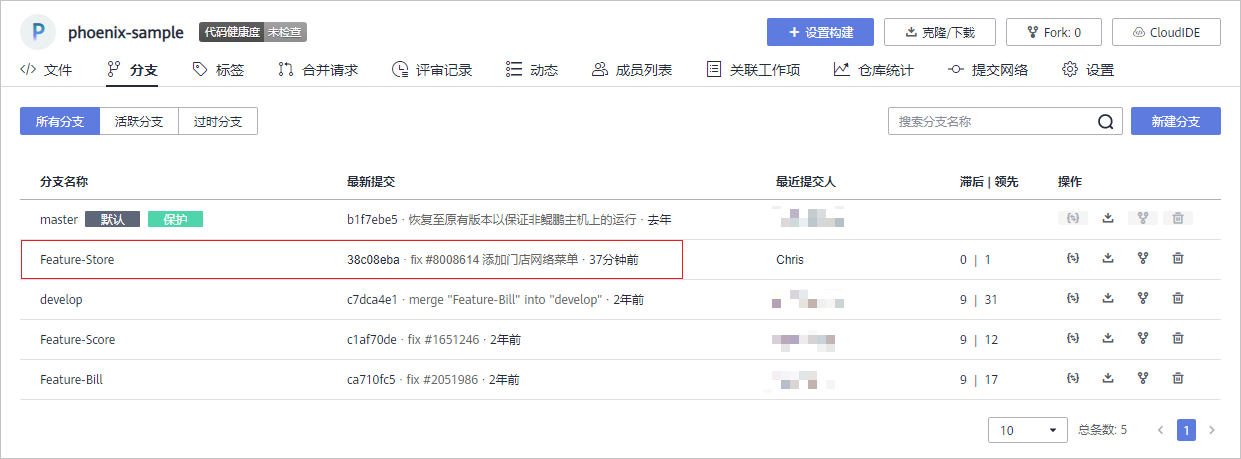 P phoenix-sample 代码健康度 未检查 + 设置构建 克隆/下载 Fork: 0 CloudIDE
文件 分支 标签 合并请求 评审记录 动态 成员列表 关联工作项 仓库统计 提交网络 设置
所有分支 活跃分支 过时分支 搜索分支名称 新建分支
分支名称 最新提交 最近提交人 滞后 | 领先 操作
master 默认 保护 b1f7ebe5 · 恢复至原有版本以保证非鲲鹏主机上的运行 · 去年
Feature-Store 38c08eba · fix #8008614 添加门店网络菜单 · 37分钟前 Chris 0 | 1
develop c7dca4e1 · merge "Feature-Bill" into "develop" · 2年前 9 | 31
Feature-Score c1af70de · fix #1651246 · 2年前 9 | 12
Feature-Bill ca710fc5 · fix #2051986 · 2年前 9 | 17
10 总条数: 5 < 1 >